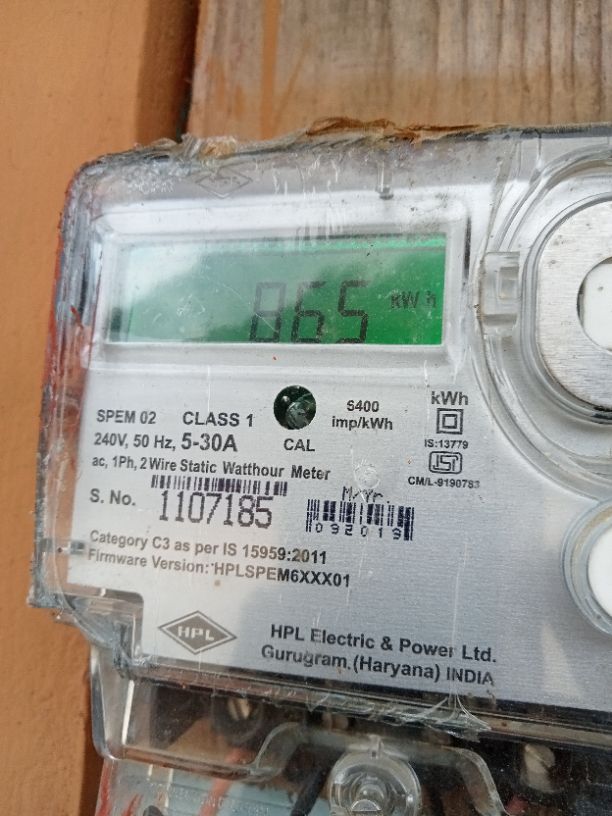 865 kWh
SPEM 02 CLASS 1
240V, 50 Hz, 5-30A
CAL
6400
imp/kWh
kWh
IS:13779
ISI
CM/L-9190783
ac, 1Ph, 2 Wire Static Watthour Meter
S. No. 1107185
M/Yr.
092019
Category C3 as per IS 15959:2011
Firmware Version: HPLSPEM6XXX01
HPL
HPL Electric & Power Ltd.
Gurugram.(Haryana) INDIA